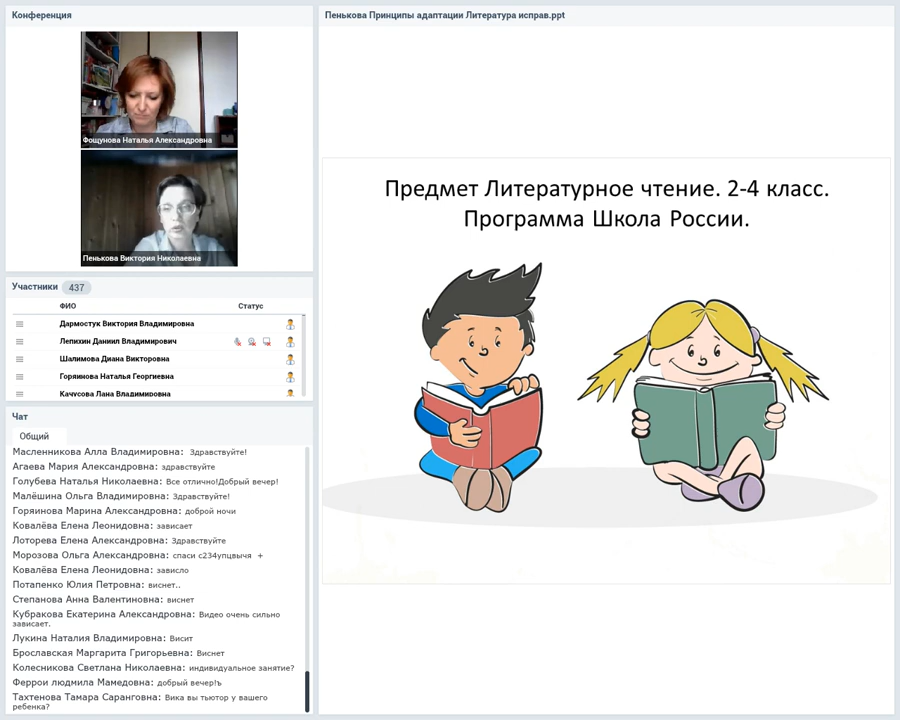 Конференция
Фощунова Наталья Александровна
Пенькова Виктория Николаевна
Участники 437
ФИО Статус
Дармостук Виктория Владимировна
Лепихин Даниил Владимирович
Шалимова Диана Викторовна
Горяинова Наталья Георгиевна
Качусова Лана Владимировна
Чат
Общий
Масленникова Алла Владимировна: Здравствуйте!
Агаева Мария Александровна: здравствуйте
Голубева Наталья Николаевна: Все отлично!Добрый вечер!
Малёшина Ольга Владимировна: Здравствуйте!
Горяинова Марина Александровна: доброй ночи
Ковалёва Елена Леонидовна: зависает
Лоторева Елена Александровна: Здравствуйте
Морозова Ольга Александровна: спаси с234упцвычя +
Ковалёва Елена Леонидовна: зависло
Потапенко Юлия Петровна: виснет..
Степанова Анна Валентиновна: виснет
Кубракова Екатерина Александровна: Видео очень сильно
зависает.
Лукина Наталия Владимировна: Висит
Брославская Маргарита Григорьевна: Виснет
Колесникова Светлана Николаевна: индивидуальное занятие?
Феррои людмила Мамедовна: добрый вечер!ъ
Тахтенова Тамара Саранговна: Вика вы тьютор у вашего
ребенка?
Пенькова Принципы адаптации Литература исправ.ppt
Предмет Литературное чтение. 2-4 класс.
Программа Школа России.